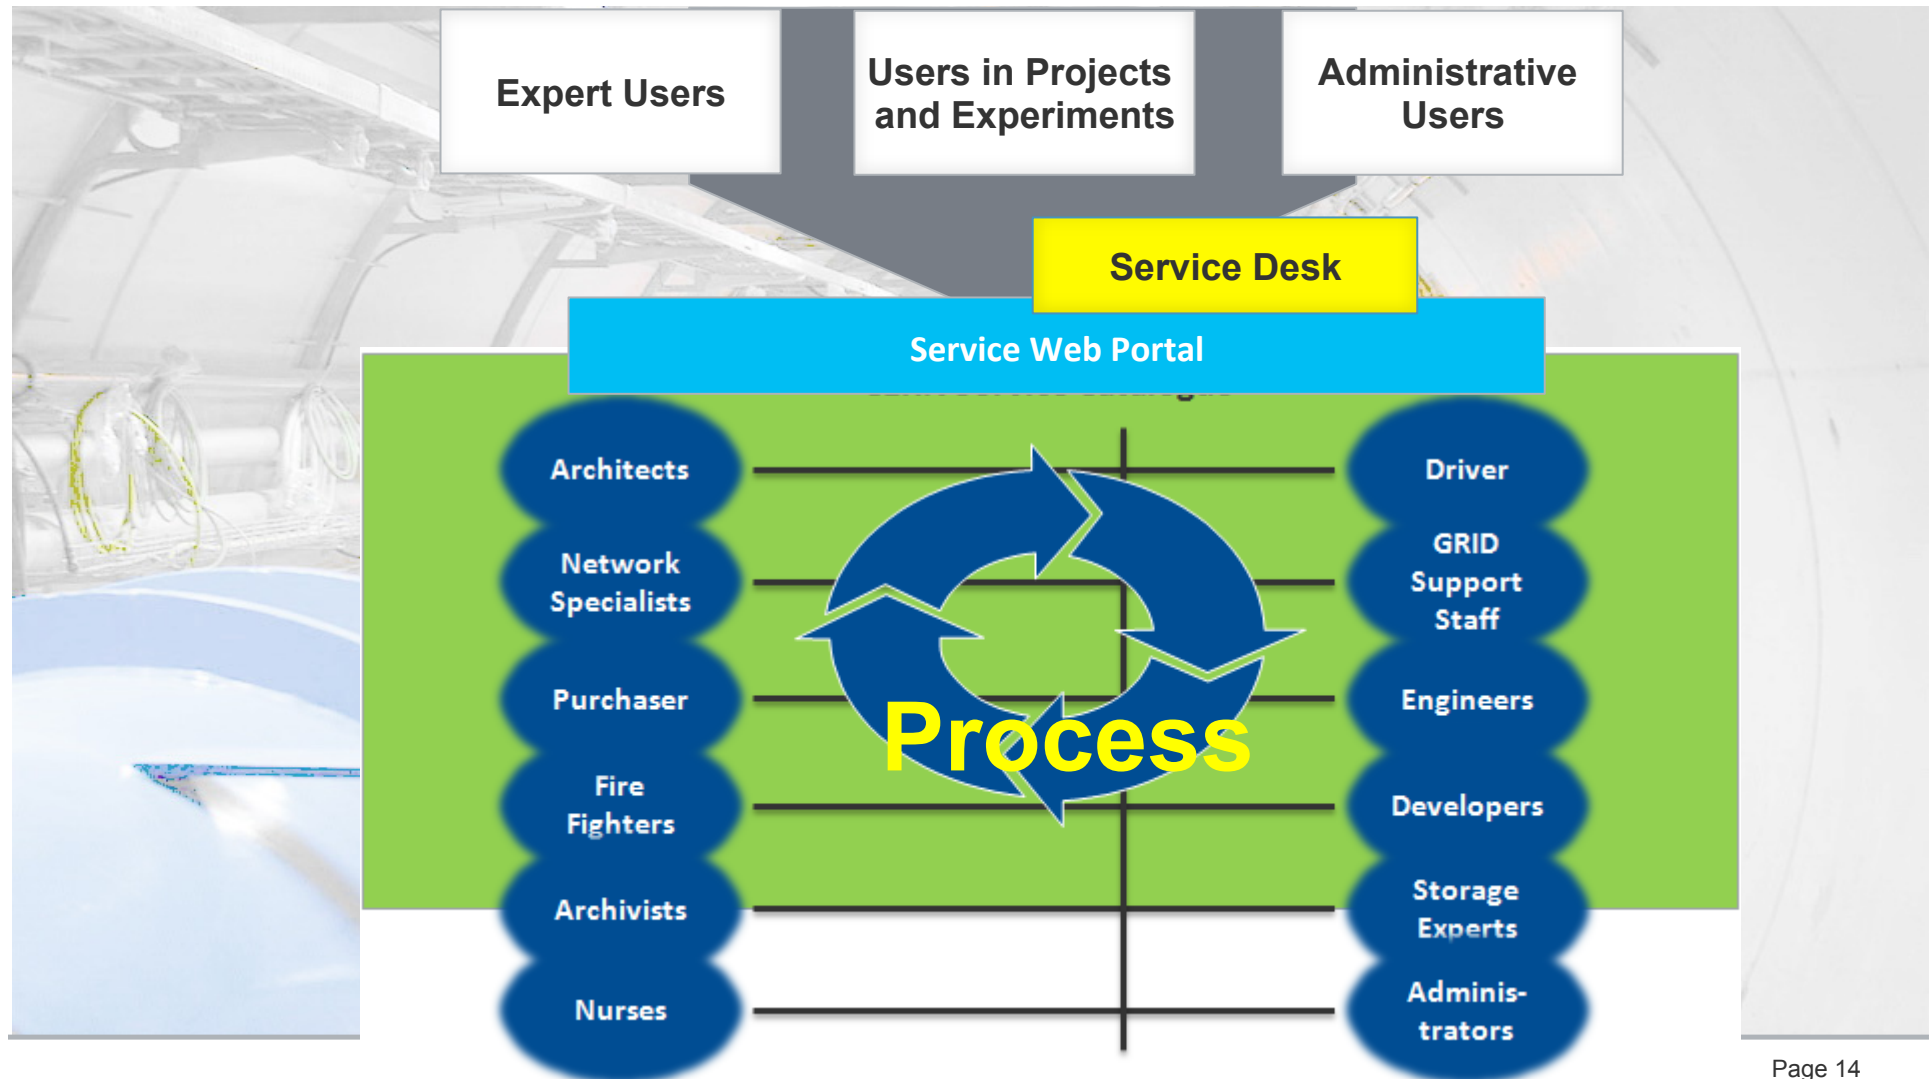 Expert Users
Users in Projects
and Experiments
Administrative
Users
Service Desk
Service Web Portal
Architects
Driver
Network
Specialists
GRID
Support
Staff
Purchaser
Engineers
Process
Fire
Fighters
Developers
Archivists
Storage
Experts
Nurses
Adminis-
trators
Page 14